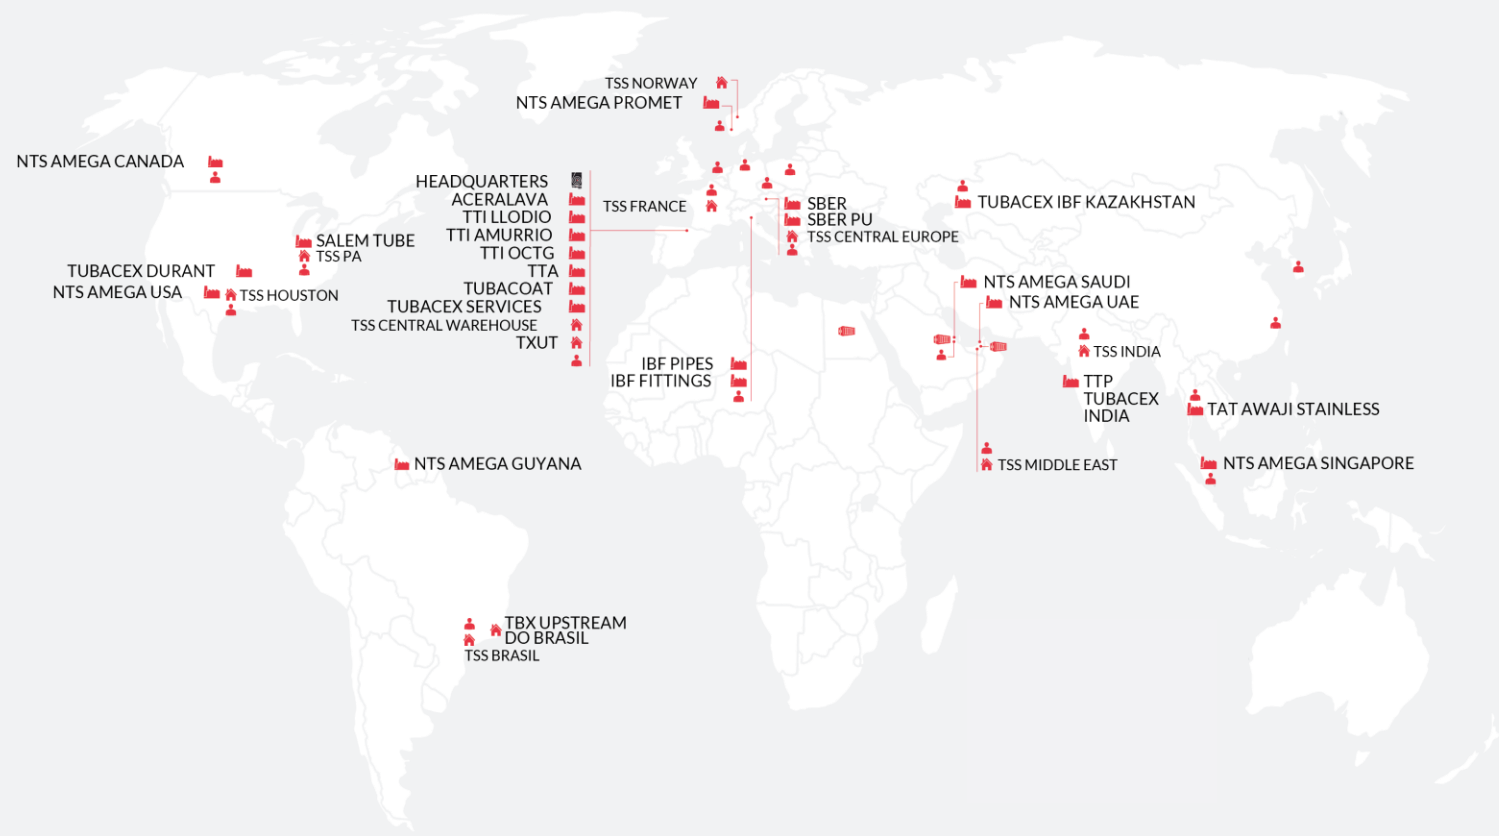 TSS NORWAY
NTS AMEGA PROMET
NTS AMEGA CANADA
HEADQUARTERS
ACERALAVA
TTI LLODIO
TTI AMURRIO
TTI OCTG
TTA
TUBACOAT
TUBACEX SERVICES
TSS CENTRAL WAREHOUSE
TXUT
TSS FRANCE
SBER
SBER PU
TSS CENTRAL EUROPE
TUBACEX IBF KAZAKHSTAN
SALEM TUBE
TSS PA
TUBACEX DURANT
NTS AMEGA USA
TSS HOUSTON
NTS AMEGA SAUDI
NTS AMEGA UAE
TSS INDIA
IBF PIPES
IBF FITTINGS
TTP
TUBACEX
INDIA
TAT AWAJI STAINLESS
NTS AMEGA GUYANA
TSS MIDDLE EAST
NTS AMEGA SINGAPORE
TBX UPSTREAM
DO BRASIL
TSS BRASIL